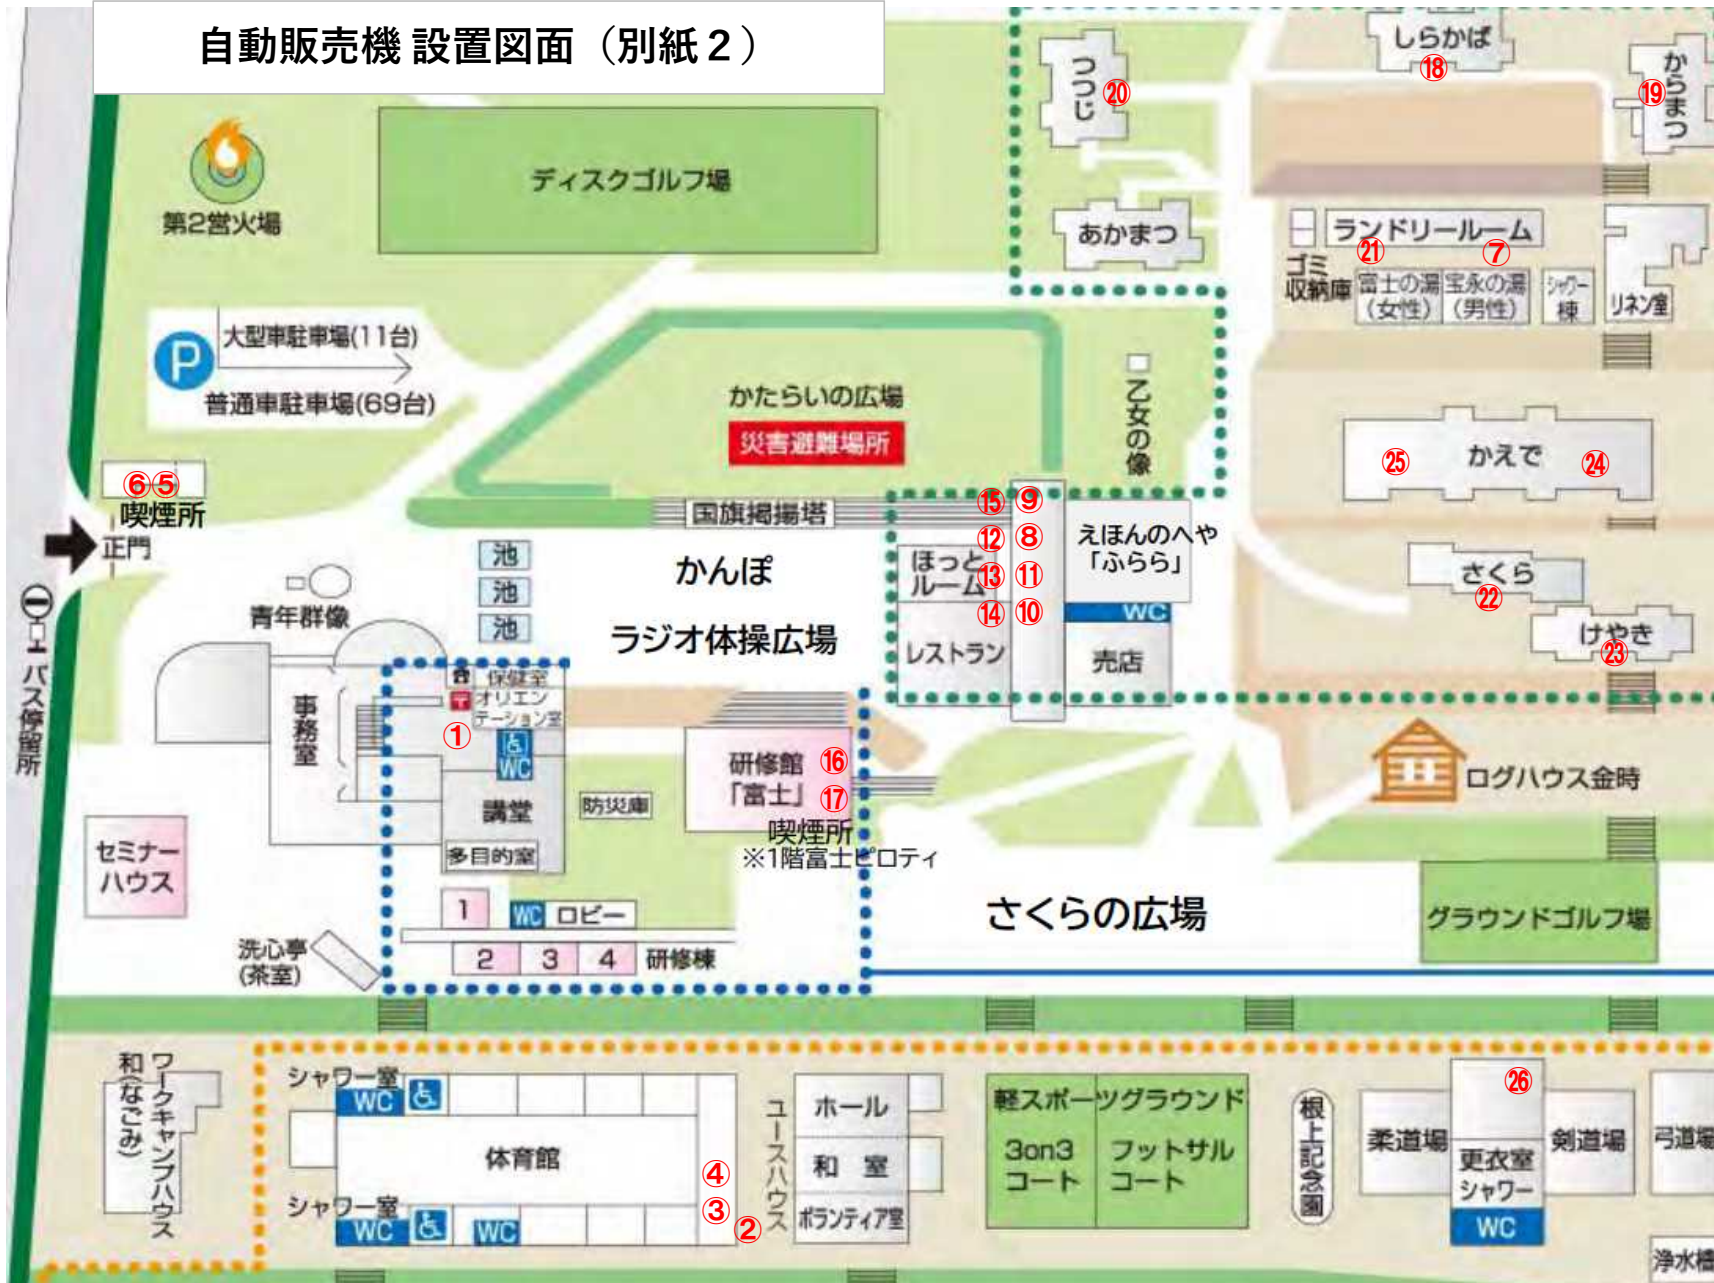 自動販売機 設置図面（別紙２）
しらかば
⑱
つつじ
⑳
からまつ
⑲
第2営火場
ディスクゴルフ場
あかまつ
ランドリールーム
㉑
⑦
ゴミ
収納庫
富士の湯
(女性)
宝永の湯
(男性)
シャワー
棟
リネン室
P
大型車駐車場(11台)
普通車駐車場(69台)
かたらいの広場
災害避難場所
乙女の像
かえで
㉕
㉔
⑥⑤
喫煙所
正門
国旗掲揚塔
⑮
⑨
⑫
⑧
⑬
⑪
⑭
⑩
ほっと
ルーム
えほんのへや
「ふらら」
WC
レストラン
売店
さくら
㉒
けやき
㉓
池
池
池
かんぽ
ラジオ体操広場
青年群像
バス停留所
事務室
保健室
オリエン
テーション室
①
WC
講堂
多目的室
防災庫
研修館
「富士」
⑯
⑰
喫煙所
※1階富士ピロティ
ログハウス金時
セミナー
ハウス
1
WC
ロビー
2
3
4
研修棟
洗心亭
(茶室)
さくらの広場
グラウンドゴルフ場
ワークキャンプハウス
和(なごみ)
シャワー室
WC
体育館
シャワー室
WC
WC
④
③
②
ユースハウス
ホール
和 室
ボランティア室
軽スポーツグラウンド
3on3
コート
フットサル
コート
根上記念園
柔道場
㉖
更衣室
シャワー
WC
剣道場
弓道場
浄水槽